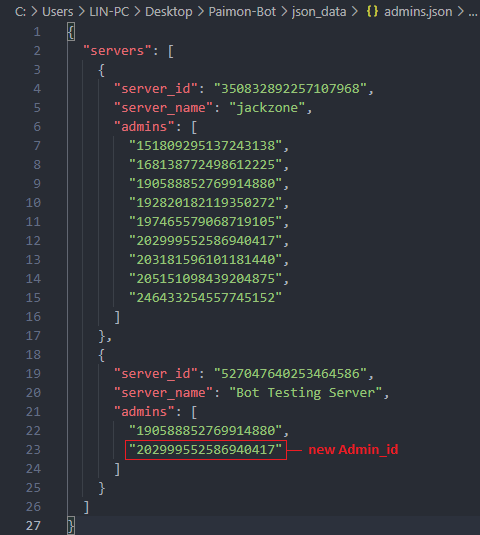 C: > Users > LIN-PC > Desktop > Paimon-Bot > json_data > {} admins.json > ...
1 {
2 "servers": [
3 {
4 "server_id": "350832892257107968",
5 "server_name": "jackzone",
6 "admins": [
7 "151809295137243138",
8 "168138772498612225",
9 "190588852769914880",
10 "192820182119350272",
11 "197465579068719105",
12 "202999552586940417",
13 "203181596101181440",
14 "205151098439204875",
15 "246433254557745152"
16 ]
17 },
18 {
19 "server_id": "527047640253464586",
20 "server_name": "Bot Testing Server",
21 "admins": [
22 "190588852769914880",
23 "202999552586940417" new Admin_id
24 ]
25 }
26 ]
27 }